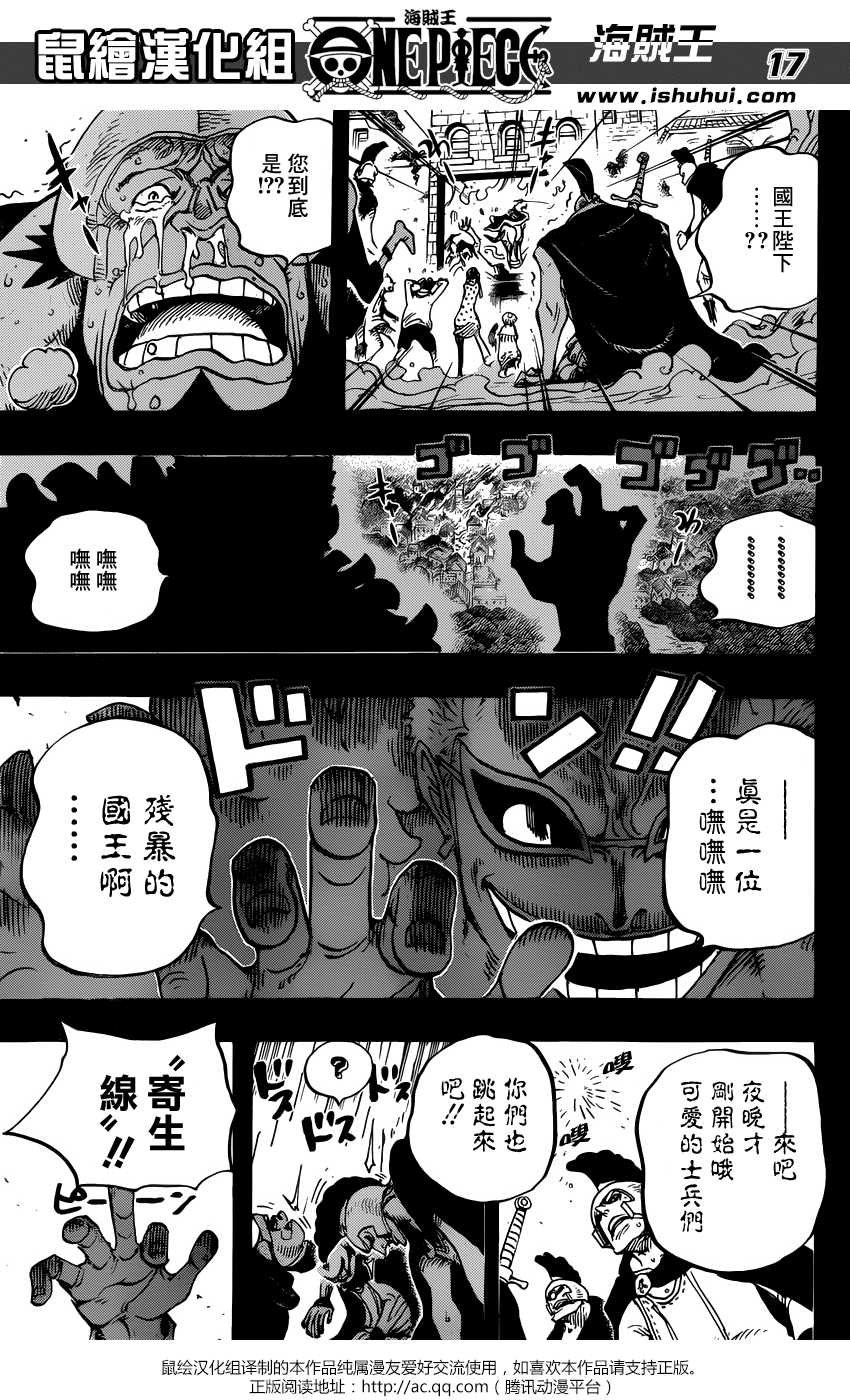 鼠繪漢化組
海賊王
ONE PIECE
海賊王
17
www.ishuhui.com
國王陛下
……??
您到底
是!??
ゴゴゴゴゴ…
………
………
嘸嘸
嘸嘸
!!
——
真是一位
…嘸嘸嘸
ド
殘暴的
國王啊
……
——來吧
夜晚才
剛開始哦
可愛的士兵們
嗖
嗖
你們也
跳起來
吧!!
?
ドスッ
ドスッ
〝寄生
線〞!!
ピーーーン
鼠绘汉化组译制的本作品纯属漫友爱好交流使用，如喜欢本作品请支持正版。
正版阅读地址：http://ac.qq.com（腾讯动漫平台）